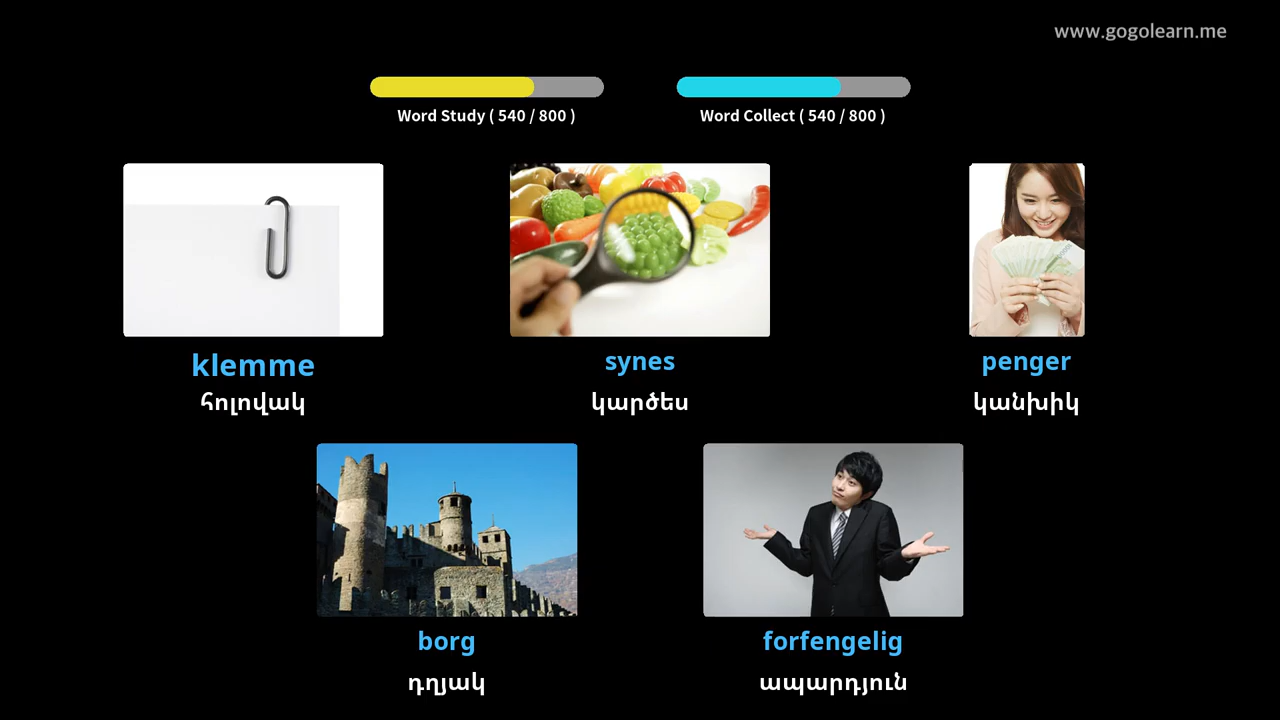 www.gogolearn.me
Word Study ( 540 / 800 )
Word Collect ( 540 / 800 )
klemme
հոլովակ
synes
կարծես
penger
կանխիկ
borg
դղյակ
forfengelig
ապարդյուն